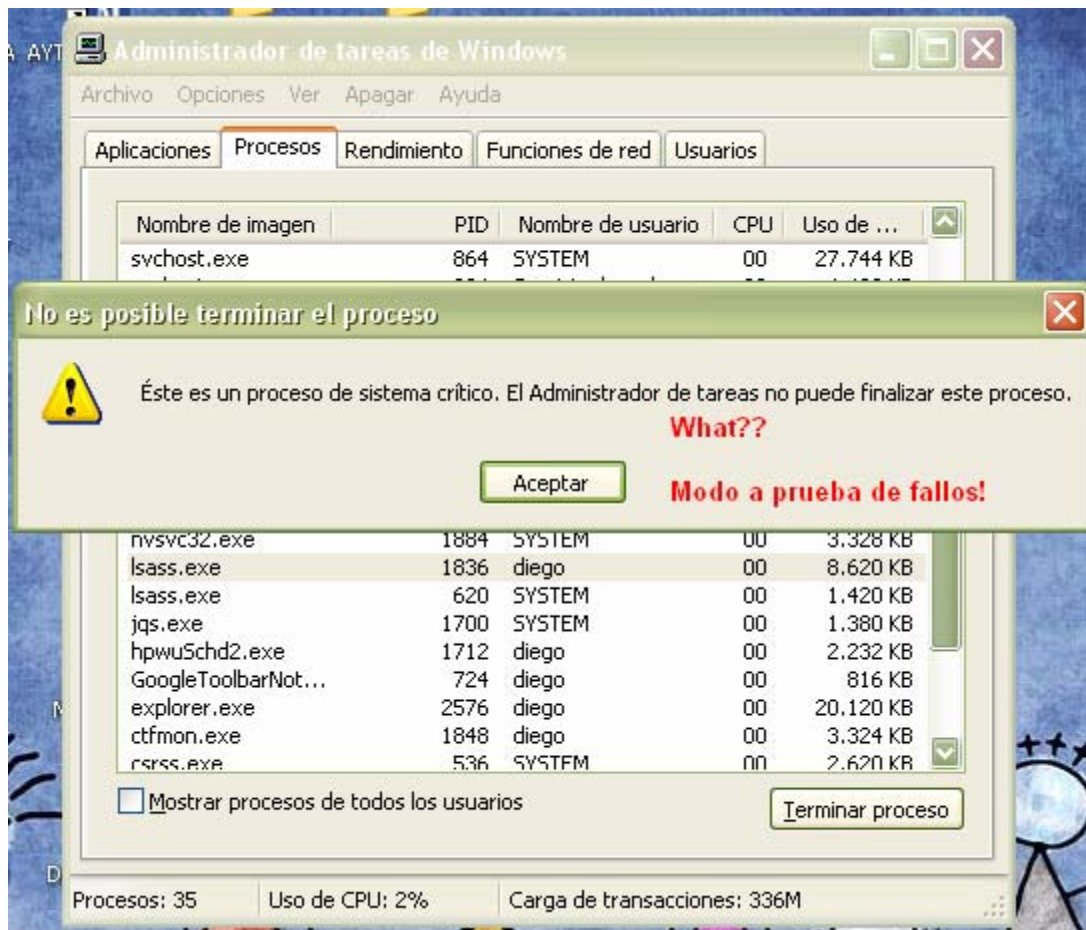 A AYT
Administrador de tareas de Windows
Archivo Opciones Ver Apagar Ayuda
Aplicaciones Procesos Rendimiento Funciones de red Usuarios
Nombre de imagen PID Nombre de usuario CPU Uso de ...
svchost.exe 864 SYSTEM 00 27.744 KB
No es posible terminar el proceso
Éste es un proceso de sistema crítico. El Administrador de tareas no puede finalizar este proceso.
What??
Aceptar
Modo a prueba de fallos!
nvsvc32.exe 1884 SYSTEM 00 3.328 KB
lsass.exe 1836 diego 00 8.620 KB
lsass.exe 620 SYSTEM 00 1.420 KB
jqs.exe 1700 SYSTEM 00 1.380 KB
hpwuSchd2.exe 1712 diego 00 2.232 KB
GoogleToolbarNot... 724 diego 00 816 KB
explorer.exe 2576 diego 00 20.120 KB
ctfmon.exe 1848 diego 00 3.324 KB
csrss.exe 536 SYSTEM 00 2.620 KB
Mostrar procesos de todos los usuarios
Terminar proceso
Procesos: 35 Uso de CPU: 2% Carga de transacciones: 336M